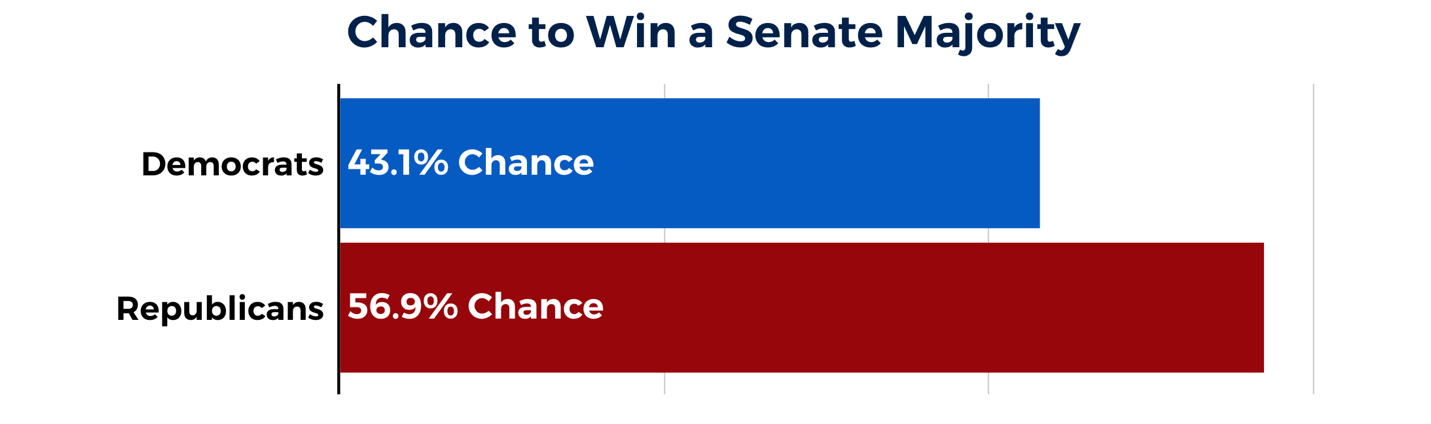 Chance to Win a Senate Majority
Democrats
43.1% Chance
Republicans
56.9% Chance